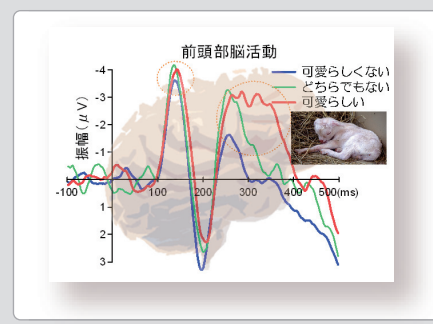 前頭部脳活動
可愛らしくない
どちらでもない
可愛らしい
振幅(μV)
-4
-3
-2
-1
1
2
3
-100
100
200
300
400
500(ms)